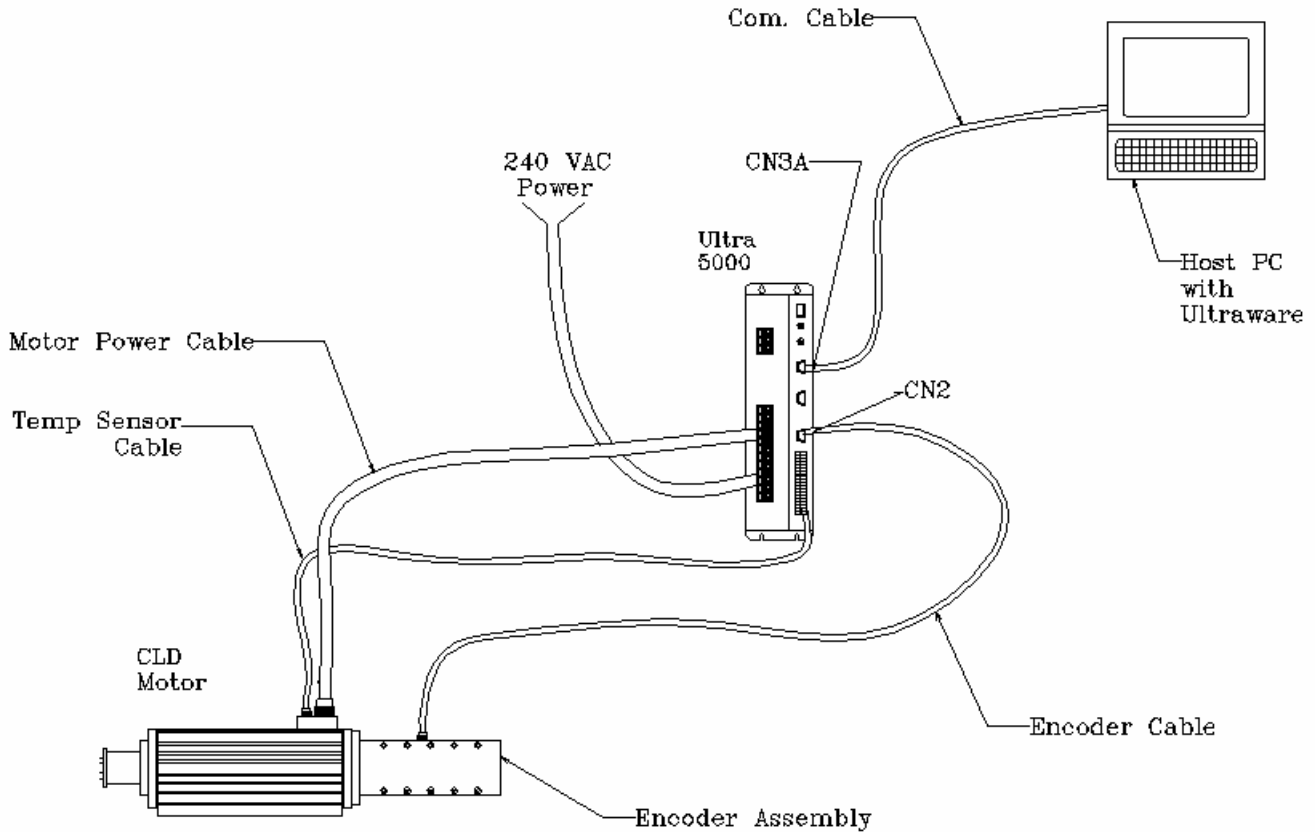 Com. Cable
240 VAC
Power
CN3A
Ultra
5000
Host PC
with
Ultraware
Motor Power Cable
CN2
Temp Sensor
Cable
CLD
Motor
Encoder Cable
Encoder Assembly